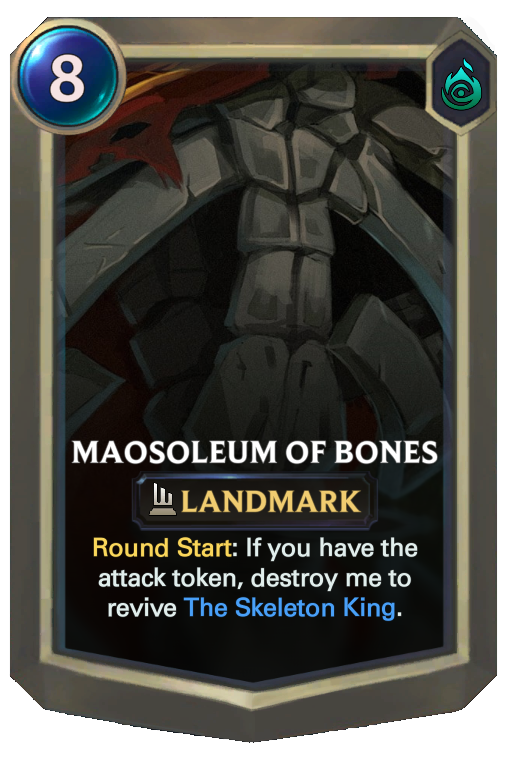 8
MAOSOLEUM OF BONES
LANDMARK
Round Start: If you have the
attack token, destroy me to
revive The Skeleton King.